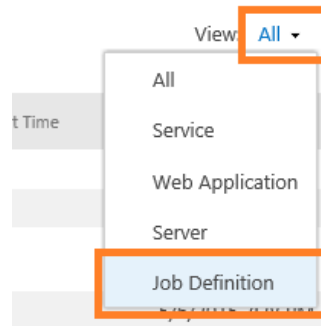 View: All
All
t Time
Service
Web Application
Server
Job Definition